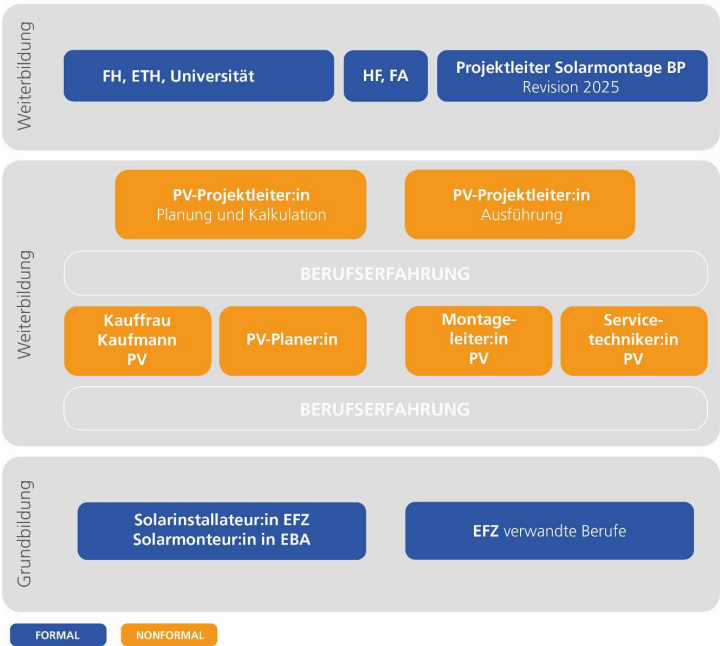 Weiterbildung
FH, ETH, Universität
HF, FA
Projektleiter Solarmontage BP
Revision 2025
Weiterbildung
PV-Projektleiter:in
Planung und Kalkulation
PV-Projektleiter:in
Ausführung
BERUFSERFAHRUNG
Kauffrau
Kaufmann
PV
PV-Planer:in
Montage-
leiter:in
PV
Service-
techniker:in
PV
BERUFSERFAHRUNG
Grundbildung
Solarinstallateur:in EFZ
Solarmonteur:in in EBA
EFZ verwandte Berufe
FORMAL
NONFORMAL